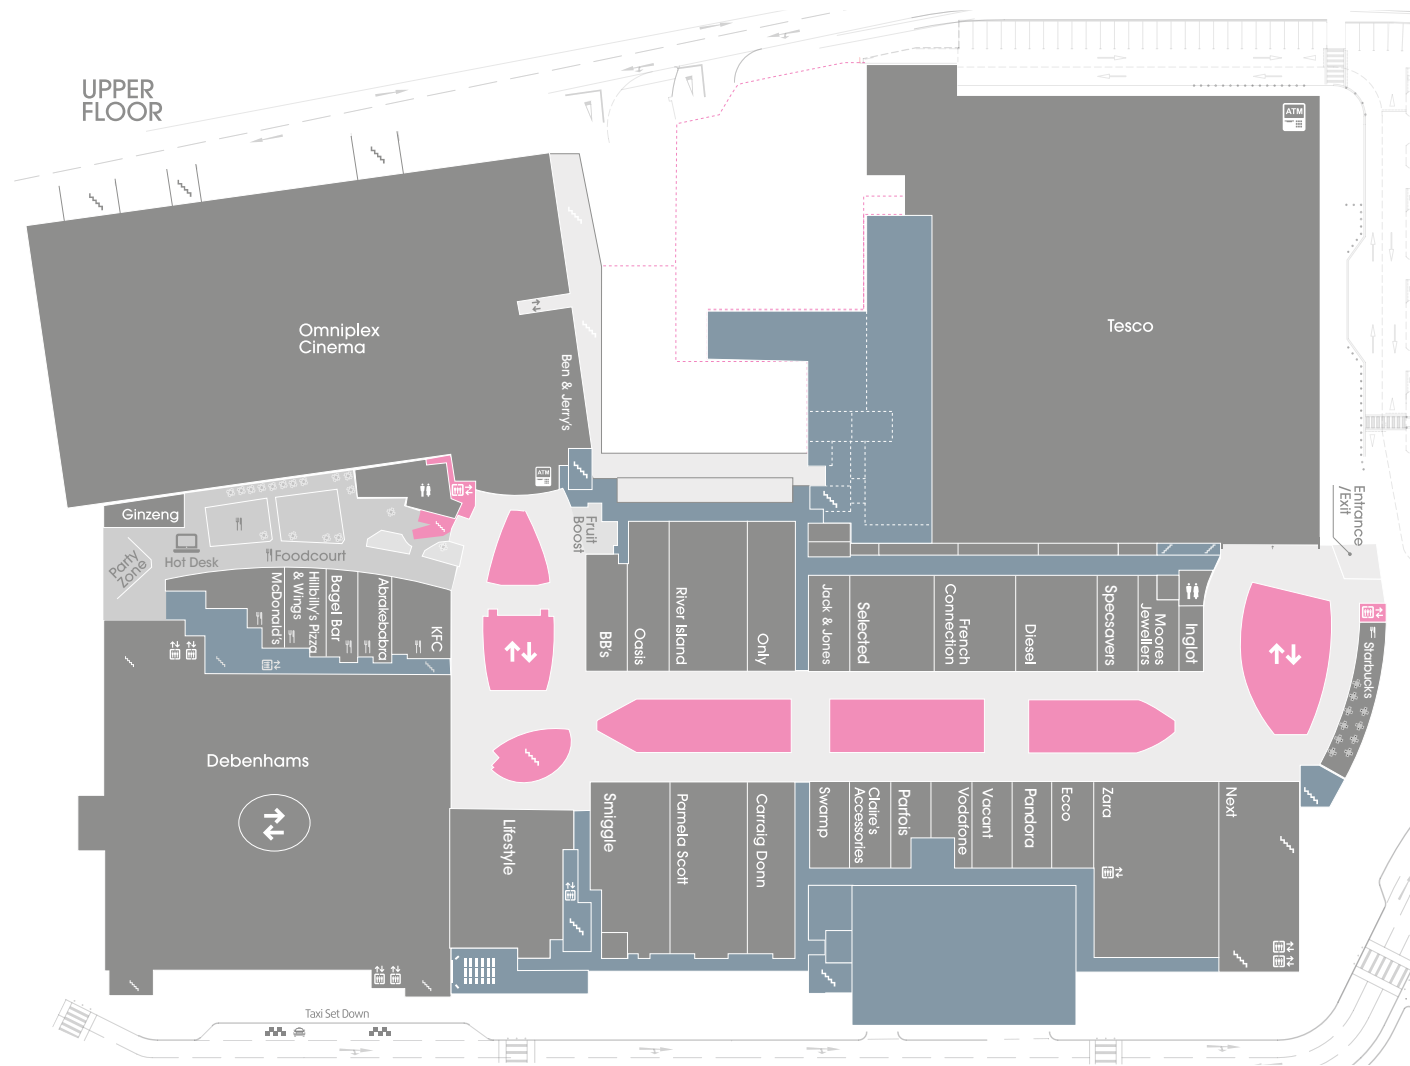 UPPER
FLOOR
ATM
Omniplex
Cinema
Tesco
Ben & Jerry's
ATM
Entrance
/Exit
Ginzeng
Fruit
Boost
Party
Zone
Hot Desk
Foodcourt
McDonald's
Hillbilly's Pizza
& Wings
Bagel Bar
Abrakebabra
KFC
BB's
Oasis
River Island
Only
Jack & Jones
Selected
French
Connection
Diesel
Specsavers
Moores
Jewellers
Inglot
Starbucks
Debenhams
Lifestyle
Smiggle
Pamela Scott
Carraig Donn
Swamp
Claire's
Accessories
Parfois
Vodafone
Vacant
Pandora
Ecco
Zara
Next
Taxi Set Down